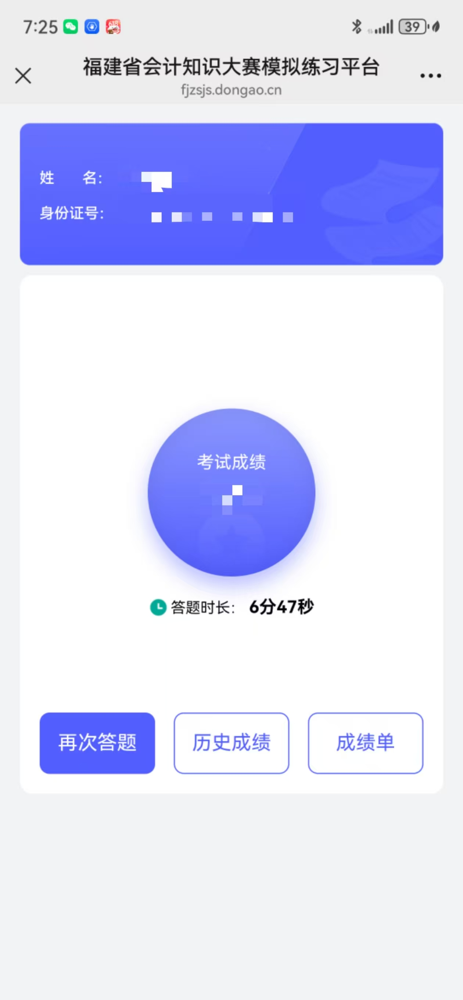 7:25
618
39
福建省会计知识大赛模拟练习平台
fjzsjs.dongao.cn
姓 名:
身份证号:
考试成绩
答题时长: 6分47秒
再次答题
历史成绩
成绩单